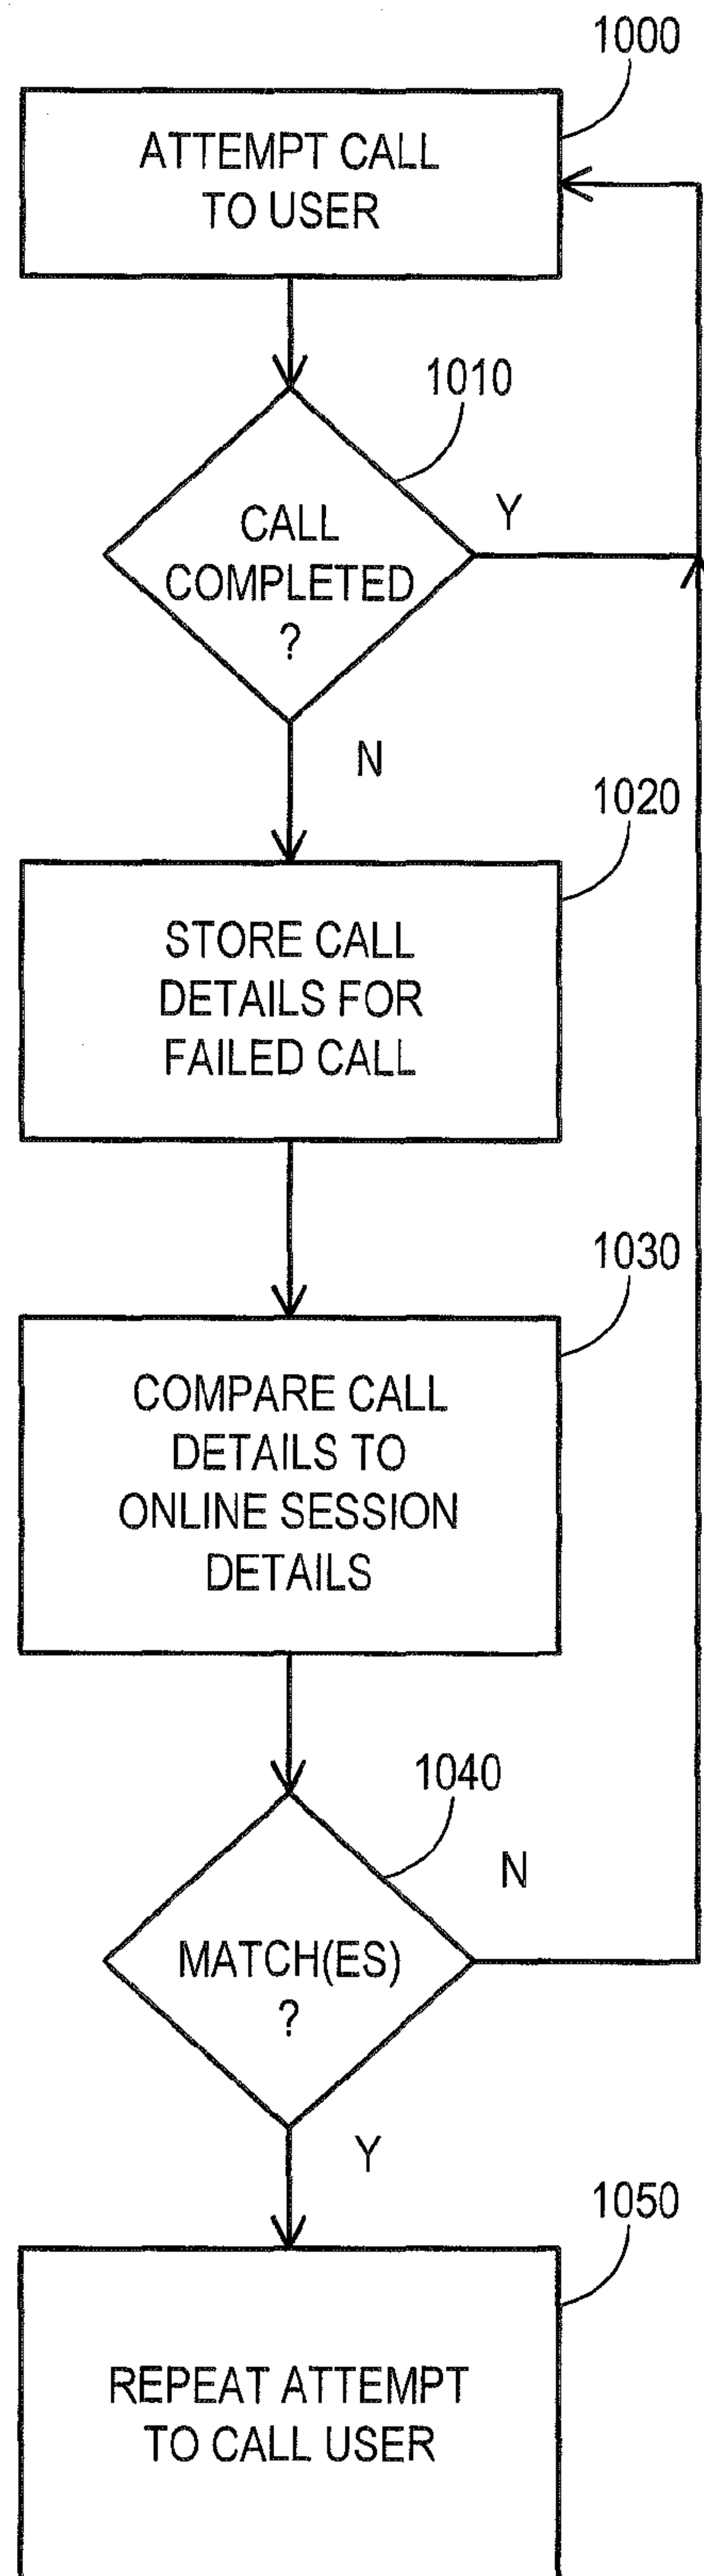 1000
ATTEMPT CALL
TO USER
1010
CALL
COMPLETED
?
Y
N
1020
STORE CALL
DETAILS FOR
FAILED CALL
1030
COMPARE CALL
DETAILS TO
ONLINE SESSION
DETAILS
1040
MATCH(ES)
?
N
Y
1050
REPEAT ATTEMPT
TO CALL USER